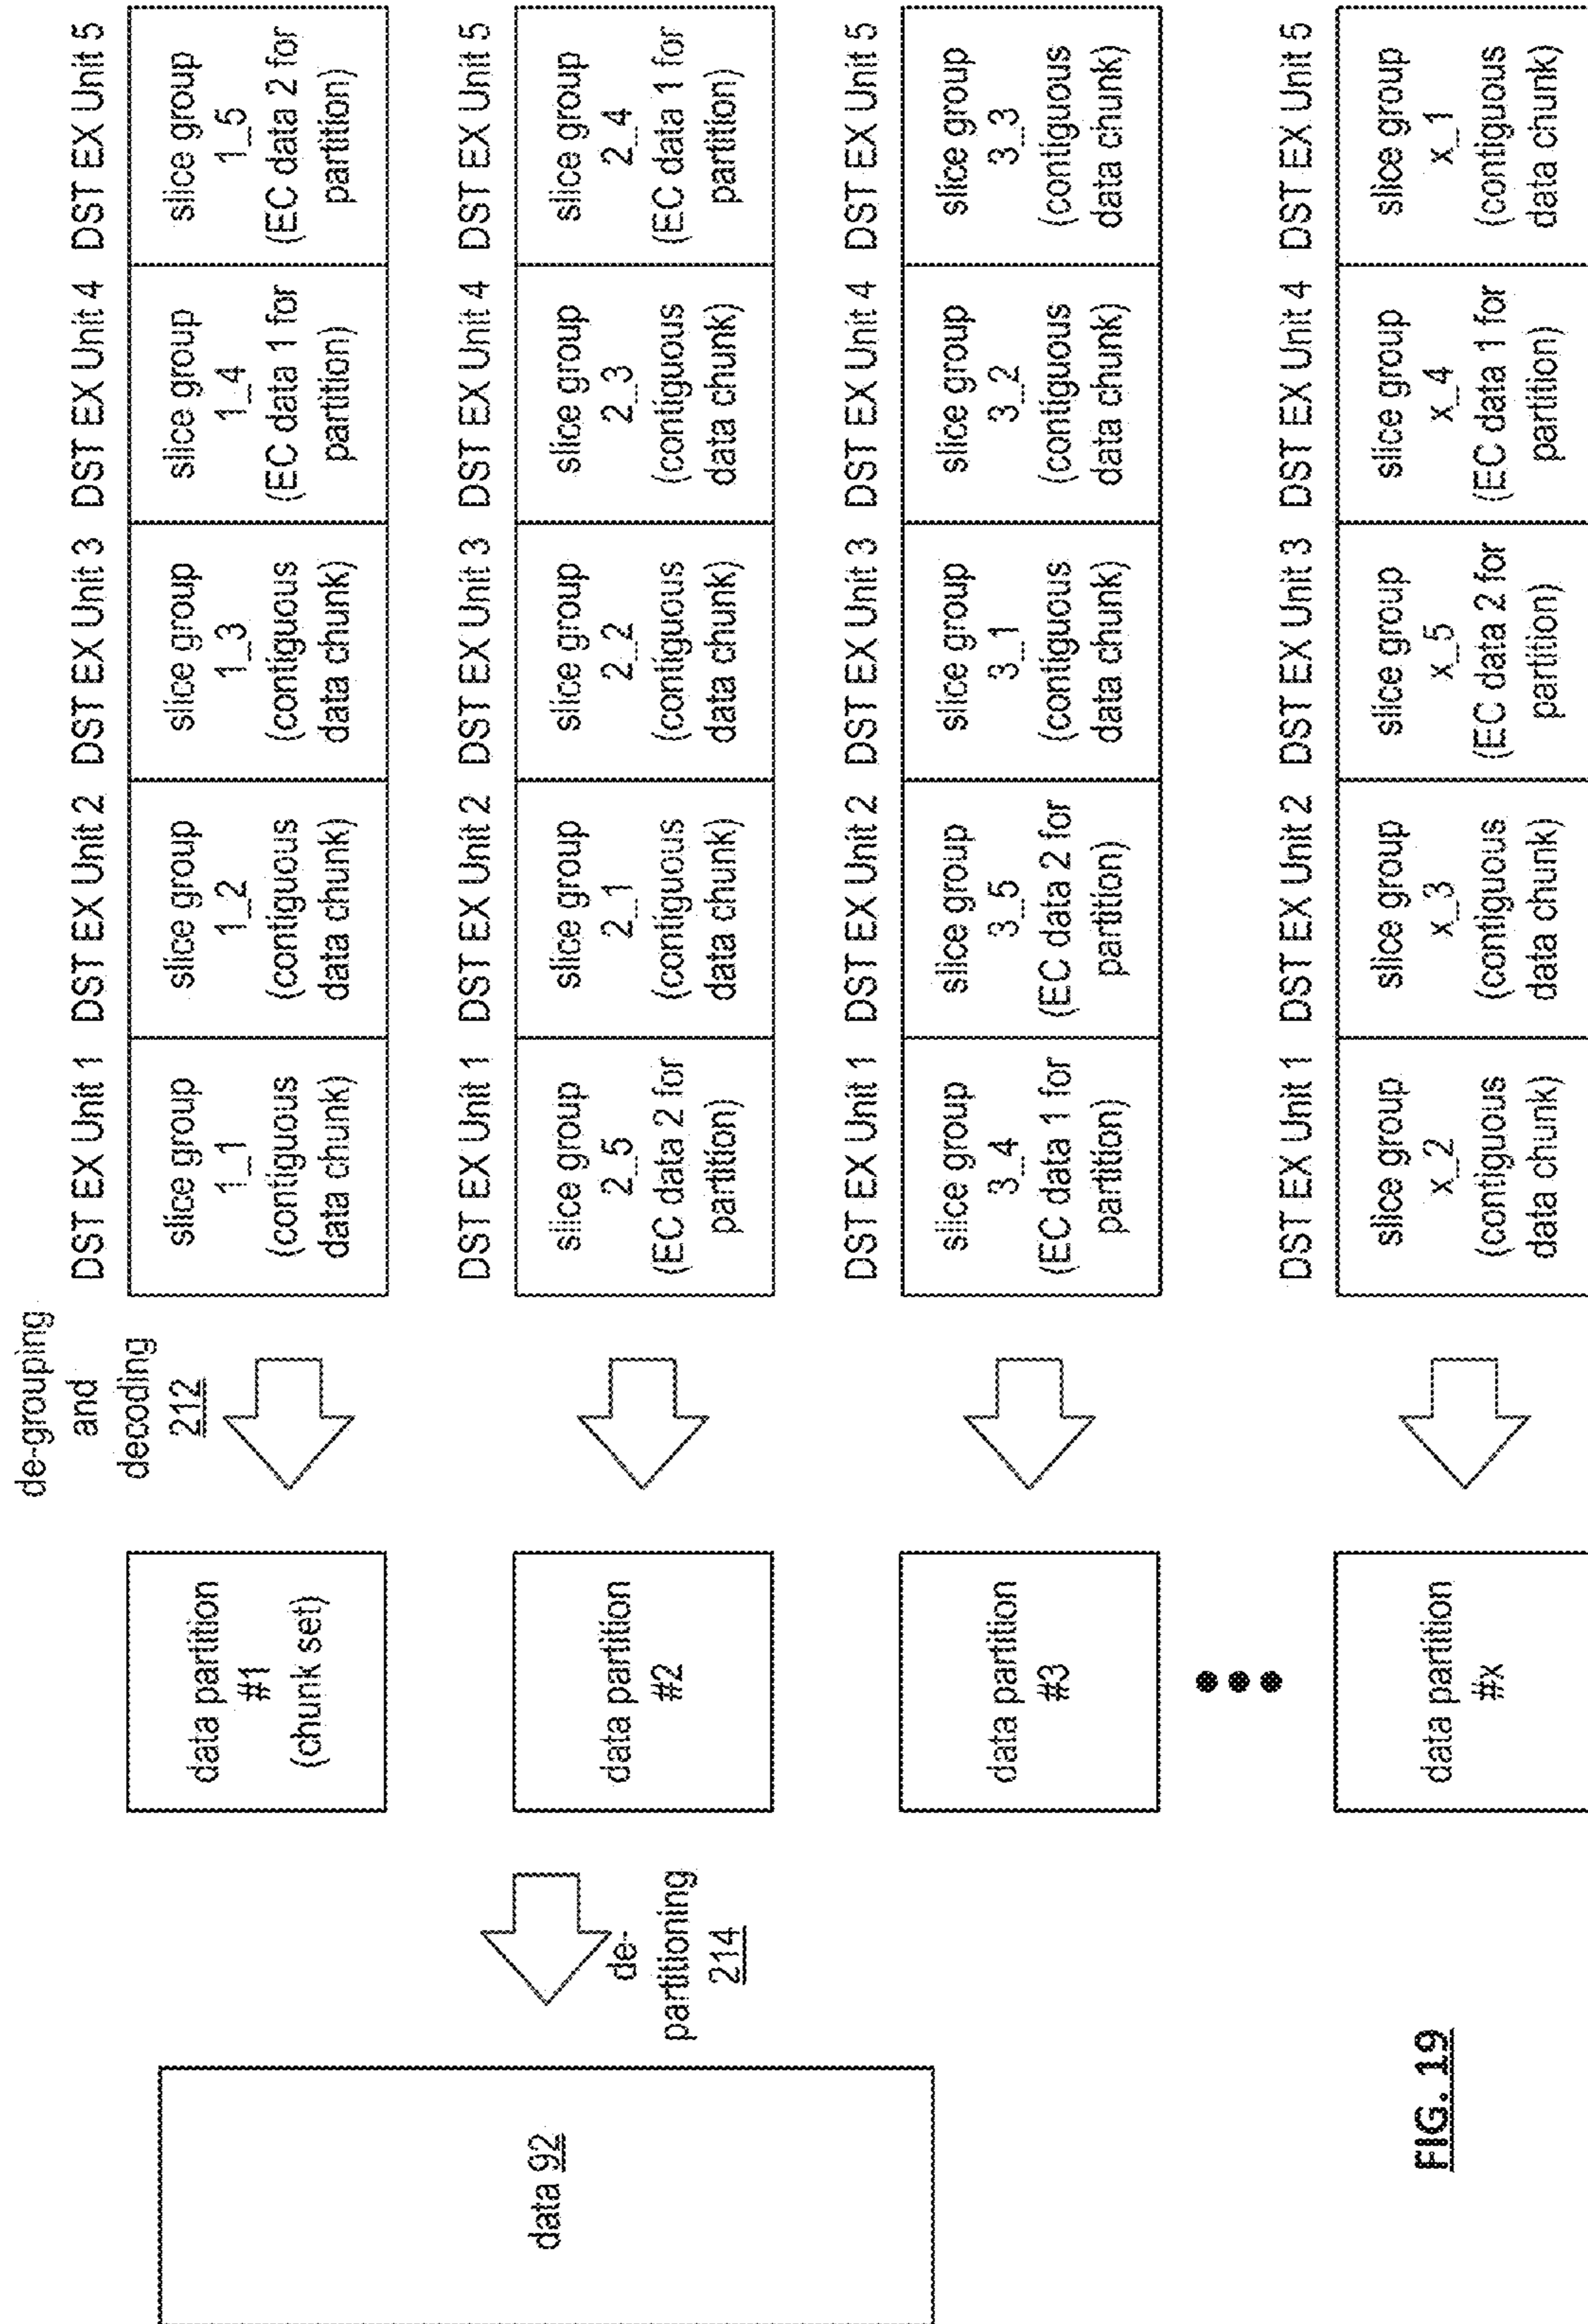 de-grouping
and
decoding
212
DST EX Unit 1 DST EX Unit 2 DST EX Unit 3 DST EX Unit 4 DST EX Unit 5
data partition
#1
(chunk set)
slice group
1_1
(contiguous
data chunk)
slice group
1_2
(contiguous
data chunk)
slice group
1_3
(contiguous
data chunk)
slice group
1_4
(EC data 1 for
partition)
slice group
1_5
(EC data 2 for
partition)
DST EX Unit 1 DST EX Unit 2 DST EX Unit 3 DST EX Unit 4 DST EX Unit 5
data 92
de-
partitioning
214
data partition
#2
slice group
2_5
(EC data 2 for
partition)
slice group
2_1
(contiguous
data chunk)
slice group
2_2
(contiguous
data chunk)
slice group
2_3
(contiguous
data chunk)
slice group
2_4
(EC data 1 for
partition)
DST EX Unit 1 DST EX Unit 2 DST EX Unit 3 DST EX Unit 4 DST EX Unit 5
data partition
#3
slice group
3_4
(EC data 1 for
partition)
slice group
3_5
(EC data 2 for
partition)
slice group
3_1
(contiguous
data chunk)
slice group
3_2
(contiguous
data chunk)
slice group
3_3
(contiguous
data chunk)
DST EX Unit 1 DST EX Unit 2 DST EX Unit 3 DST EX Unit 4 DST EX Unit 5
data partition
#x
slice group
x_2
(contiguous
data chunk)
slice group
x_3
(contiguous
data chunk)
slice group
x_5
(EC data 2 for
partition)
slice group
x_4
(EC data 1 for
partition)
slice group
x_1
(contiguous
data chunk)
FIG. 19